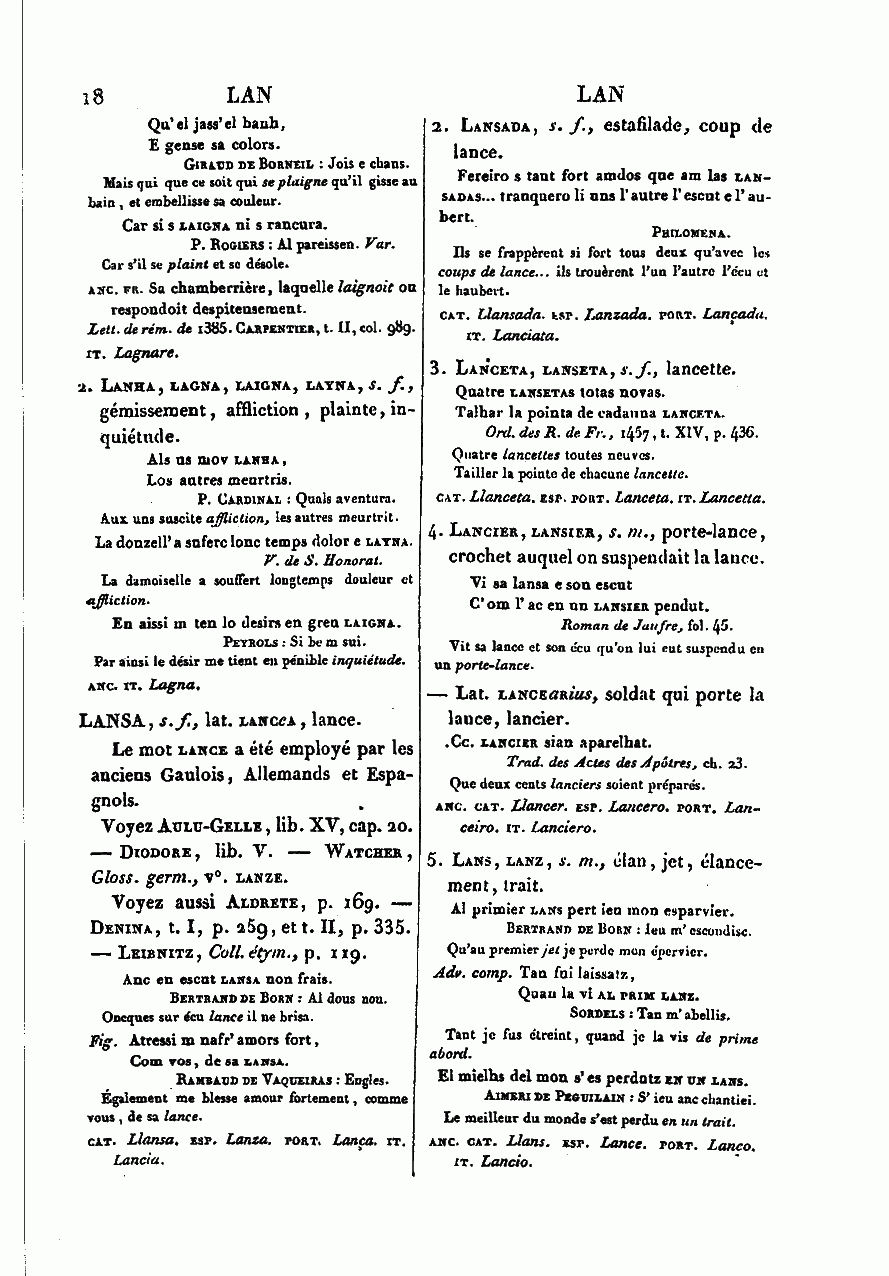 18 LAN LAN
Qu'el jass'el banh,
E gense sa colors.
GIRAUD DE BORNEIL : Jois e chans.
Mais qui que ce soit qui se plaigne qu'il gisse au
bain, et embellisse sa couleur.
Car si s LAIGNA ni s rancura.
P. ROGIERS : Al pareissen. Var.
Car s'il se plaint et se désole.
ANC. FR. Sa chamberrière, laquelle laignoit ou
respondoit despitensement.
Lett. de rém. de 1385. CARPENTIER, t. II, col. 989.
IT. Lagnare.
2. LANHA, LAGNA, LAIGNA, LAYNA, s. f.,
gémissement, affliction, plainte, in-
quiétude.
Als us mov LANHA,
Los autres meurtris.
P. CARDINAL : Quals aventura.
Aux uns suscite affliction, les autres meurtrit.
La donzell'a suferc lonc temps dolor e LAYNA.
V. de S. Honorat.
La damoiselle a souffert longtemps douleur et
affliction.
En aissi m ten lo desirs en greu LAIGNA.
PEYROLS : Si be m sui.
Par ainsi le désir me tient en pénible inquiétude.
ANC. IT. Lagna.
LANSA, s. f., lat. LANCEA, lance.
Le mot LANCE a été employé par les
anciens Gaulois, Allemands et Espa-
gnols.
Voyez AULU-GELLE, lib. XV, cap. 20.
— DIODORE, lib. V. — WATCHER,
Gloss. germ., v°. LANZE.
Voyez aussi ALDRETE, p. 169. —
DENINA, t. I, p. 259, et t. II, p. 335.
— LEIBNITZ, Coll. étym., p. 119.
Anc en escut LANSA non frais.
BERTRAND DE BORN : Al dous nou.
Oncques sur écu lance il ne brisa.
Fig. Atressi m nafr'amors fort,
Com vos, de sa LANSA.
RAMBAUD DE VAQUEIRAS : Engles.
Également me blesse amour fortement, comme
vous, de sa lance.
CAT. Llansa. ESP. Lanza. PORT. Lança. IT.
Lancia.
2. LANSADA, s. f., estafilade, coup de
lance.
Fereiro s tant fort amdos que am las LAN-
SADAS... tranquero li uns l'autre l'escut e l'au-
bert.
PHILOMENA.
Ils se frappèrent si fort tous deux qu'avec les
coups de lance... ils trouèrent l'un l'autre l'écu et
le haubert.
CAT. Llansada. ESP. Lanzada. PORT. Lançada.
IT. Lanciata.
3. LANCETA, LANSETA, s. f., lancette.
Quatre LANSETAS totas novas.
Talhar la pointa de cadauna LANCETA.
Ord. des R. de Fr., 1457, t. XIV, p. 436.
Quatre lancettes toutes neuves.
Tailler la pointe de chacune lancette.
CAT. Llanceta. ESP. PORT. Lanceta. IT. Lancetta.
4. LANCIER, LANSIER, s. m., porte-lance,
crochet auquel on suspendait la lance.
Vi sa lansa e son escut
C'om l'ac en un LANSIER pendut.
Roman de Jaufre, fol. 45.
Vit sa lance et son écu qu'on lui eut suspendu en
un porte-lance.
— Lat. LANCEARIUS, soldat qui porte la
lance, lancier.
.Cc. LANCIER sian aparelhat.
Trad. des Actes des Apôtres, ch. 23.
Que deux cents lanciers soient préparés.
ANC. CAT. Llancer. ESP. Lancero. PORT. Lan-
ceiro. IT. Lanciero.
5. LANS, LANZ, s. m., élan, jet, élance-
ment, trait.
Al primier LANS pert ieu mon esparvier.
BERTRAND DE BORN : Ieu m'escondisc.
Qu'au premier jet je perde mon épervier.
Adv. comp. Tan fui laissatz,
Quau la vi AL PRIM LANZ.
SORDELS : Tan m'abellis.
Tant je fus étreint, quand je la vis de prime
abord.
El mielhs del mon s'es perdutz EN UN LANS.
AIMERI DE PEGUILAIN : S'ieu anc chantiei.
Le meilleur du monde s'est perdu en un trait.
ANC. CAT. Llans. ESP. Lance. PORT. Lanço.
IT. Lancio.